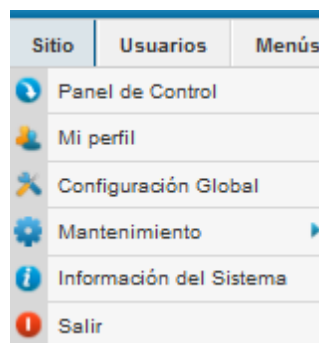 Sitio Usuarios Menús
Panel de Control
Mi perfil
Configuración Global
Mantenimiento
Información del Sistema
Salir